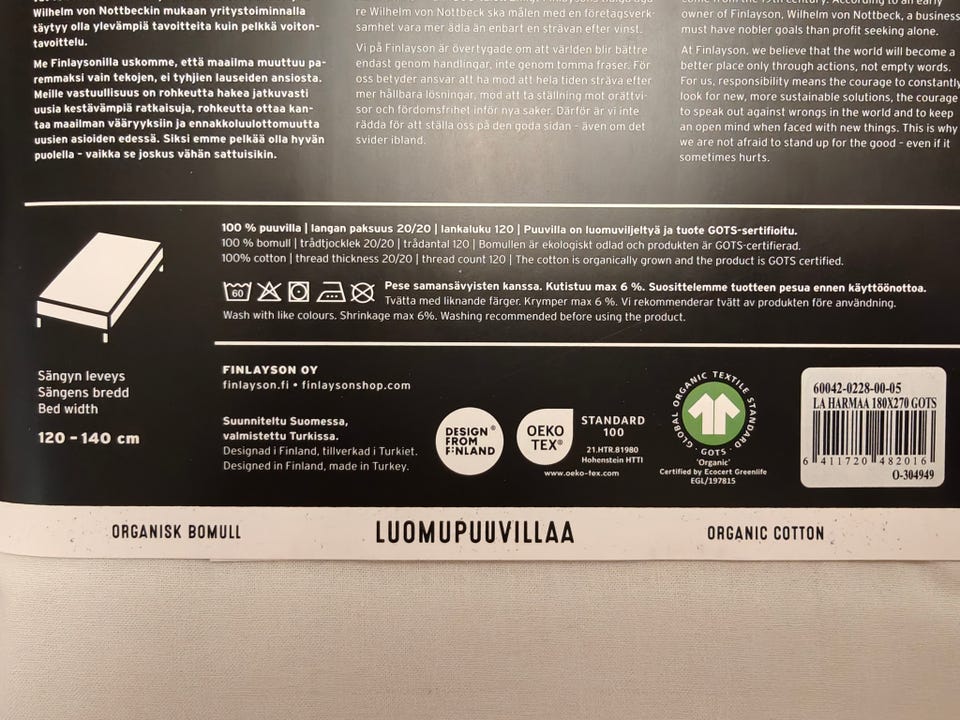 Wilhelm von Nottbeckin mukaan yritystoiminnalla
täytyy olla ylevämpiä tavoitteita kuin pelkkä voiton-
tavoittelu.
Me Finlaysonilla uskomme, että maailma muuttuu pa-
remmaksi vain tekojen, ei tyhjien lauseiden ansiosta.
Meille vastuullisuus on rohkeutta hakea jatkuvasti
uusia kestävämpiä ratkaisuja, rohkeutta ottaa kan-
taa maailman vääryyksiin ja ennakkoluulottomuutta
uusien asioiden edessä. Siksi emme pelkää olla hyvän
puolella – vaikka se joskus vähän sattuisikin.
re Wilhelm von Nottbeck ska målen med en företagsverk-
samhet vara mer ädla än enbart en strävan efter vinst.
Vi på Finlayson är övertygade om att världen blir bättre
endast genom handlingar, inte genom tomma fraser. För
oss betyder ansvar att ha mod att hela tiden sträva efter
mer hållbara lösningar, mod att ta ställning mot orättvi-
sor och fördomsfrihet inför nya saker. Därför är vi inte
rädda för att ställa oss på den goda sidan – även om det
svider ibland.
come from the 19th century. According to an early
owner of Finlayson, Wilhelm von Nottbeck, a business
must have nobler goals than profit seeking alone.
At Finlayson, we believe that the world will become a
better place only through actions, not empty words.
For us, responsibility means the courage to constantly
look for new, more sustainable solutions, the courage
to speak out against wrongs in the world and to keep
an open mind when faced with new things. This is why
we are not afraid to stand up for the good – even if it
sometimes hurts.
100 % puuvilla | langan paksuus 20/20 | lankaluku 120 | Puuvilla on luomuviljeltyä ja tuote GOTS-sertifioitu.
100 % bomull | trådtjocklek 20/20 | trådantal 120 | Bomullen är ekologiskt odlad och produkten är GOTS-certifierad.
100% cotton | thread thickness 20/20 | thread count 120 | The cotton is organically grown and the product is GOTS certified.
60
Pese samansävyisten kanssa. Kutistuu max 6 %. Suosittelemme tuotteen pesua ennen käyttöönottoa.
Tvätta med liknande färger. Krymper max 6 %. Vi rekommenderar tvätt av produkten före användning.
Wash with like colours. Shrinkage max 6%. Washing recommended before using the product.
Sängyn leveys
Sängens bredd
Bed width
120 – 140 cm
FINLAYSON OY
finlayson.fi • finlaysonshop.com
Suunniteltu Suomessa,
valmistettu Turkissa.
Designad i Finland, tillverkad i Turkiet.
Designed in Finland, made in Turkey.
DESIGN®
FROM
FINLAND
OEKO
TEX®
STANDARD
100
21.HTR.81980
Hohenstein HTTI
www.oeko-tex.com
GLOBAL ORGANIC TEXTILE STANDARD
· GOTS ·
'Organic'
Certified by Ecocert Greenlife
EGL/197815
60042-0228-00-05
LA HARMAA 180X270 GOTS
6 411720 482016
O-304949
ORGANISK BOMULL
LUOMUPUUVILLAA
ORGANIC COTTON